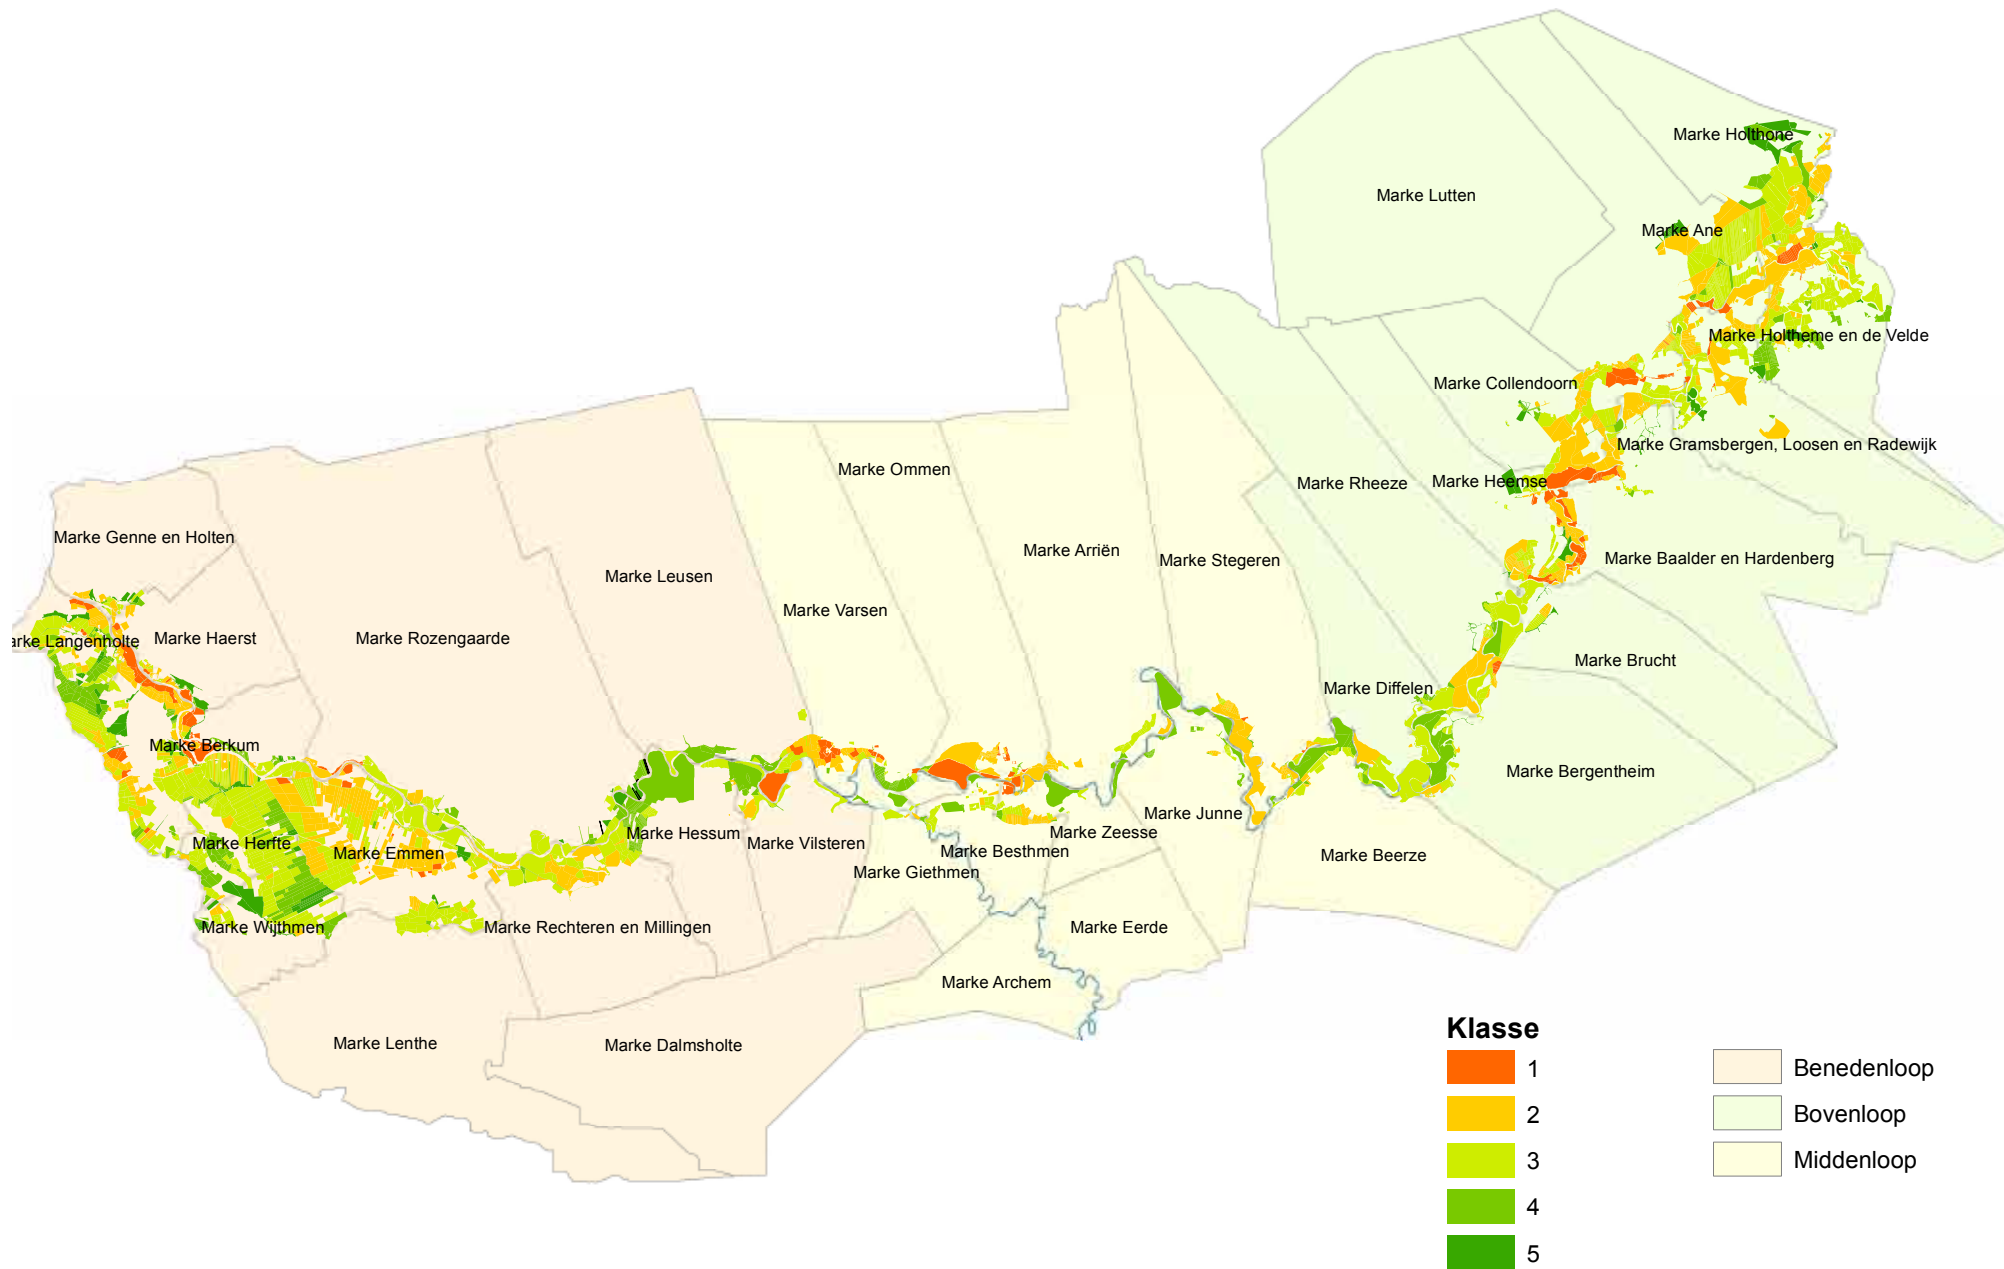 Marke Holthone
Marke Lutten
Marke Ane
Marke Holtheme en de Velde
Marke Collendoorn
Marke Gramsbergen, Loosen en Radewijk
Marke Ommen
Marke Rheeze
Marke Heemse
Marke Genne en Holten
Marke Arriën
Marke Stegeren
Marke Baalder en Hardenberg
Marke Leusen
Marke Varsen
Marke Haerst
Marke Rozengaarde
arke Langenholte
Marke Brucht
Marke Diffelen
Marke Berkum
Marke Bergentheim
Marke Junne
Marke Hessum
Marke Zeesse
Marke Herfte
Marke Vilsteren
Marke Emmen
Marke Besthmen
Marke Beerze
Marke Giethmen
Marke Wijthmen
Marke Rechteren en Millingen
Marke Eerde
Marke Archem
Marke Lenthe
Marke Dalmsholte
Klasse
1
2
3
4
5
Benedenloop
Bovenloop
Middenloop